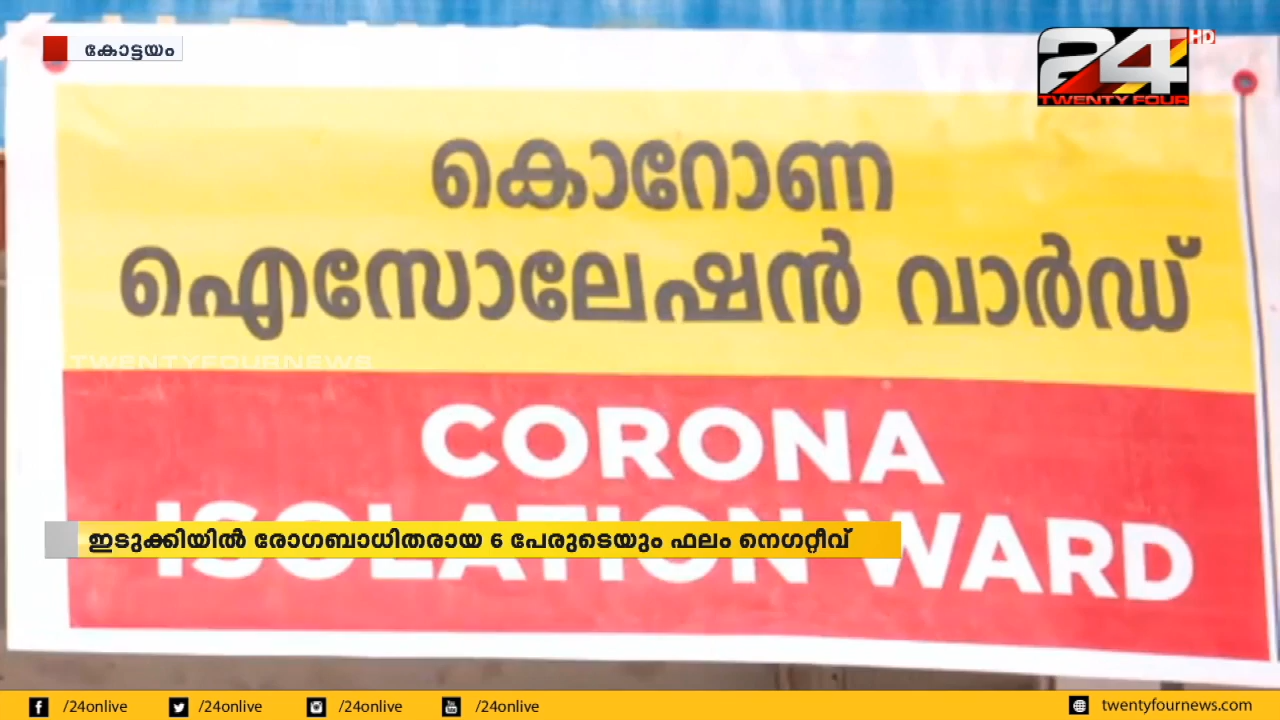 കോട്ടയം
24 HD
TWENTY FOUR
കൊറോണ
ഐസോലേഷൻ വാർഡ്
TWENTYFOURNEWS
CORONA
ISOLATION WARD
ഇടുക്കിയിൽ രോഗബാധിതരായ 6 പേരുടെയും ഫലം നെഗറ്റീവ്
/24onlive /24onlive /24onlive /24onlive twentyfournews.com